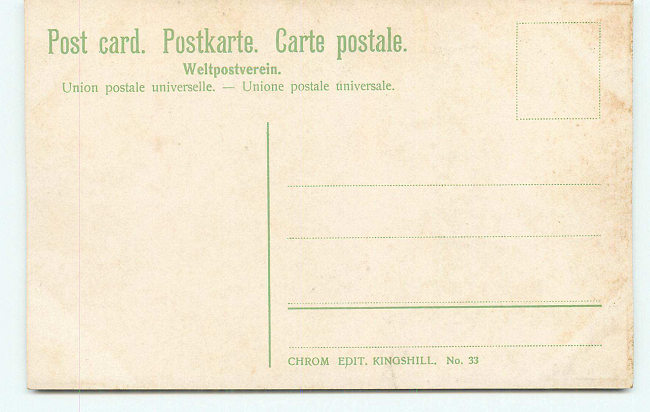 Post card. Postkarte. Carte postale.
Weltpostverein.
Union postale universelle. — Unione postale universale.
CHROM EDIT. KINGSHILL. No. 33